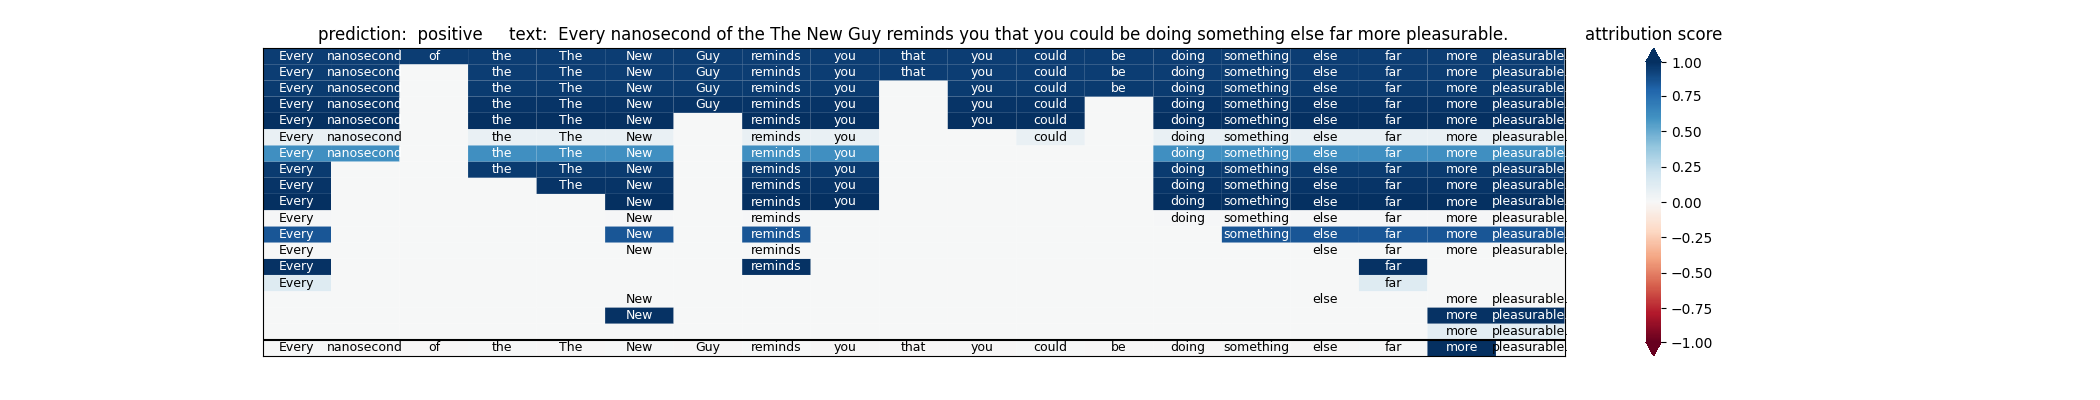 prediction: positive text: Every nanosecond of the The New Guy reminds you that you could be doing something else far more pleasurable. attribution score
Every nanosecond of the The New Guy reminds you that you could be doing something else far more pleasurable. 1.00
Every nanosecond the The New Guy reminds you that you could be doing something else far more pleasurable.
Every nanosecond the The New Guy reminds you you could be doing something else far more pleasurable. 0.75
Every nanosecond the The New Guy reminds you you could doing something else far more pleasurable.
Every nanosecond the The New reminds you you could doing something else far more pleasurable. 0.50
Every nanosecond the The New reminds you could doing something else far more pleasurable.
Every nanosecond the The New reminds you doing something else far more pleasurable.
Every the The New reminds you doing something else far more pleasurable. 0.25
Every The New reminds you doing something else far more pleasurable.
Every New reminds you doing something else far more pleasurable. 0.00
Every New reminds doing something else far more pleasurable.
Every New reminds something else far more pleasurable. −0.25
Every New reminds else far more pleasurable.
Every reminds far −0.50
Every far
New else more pleasurable.
New more pleasurable. −0.75
more pleasurable.
Every nanosecond of the The New Guy reminds you that you could be doing something else far more pleasurable. −1.00